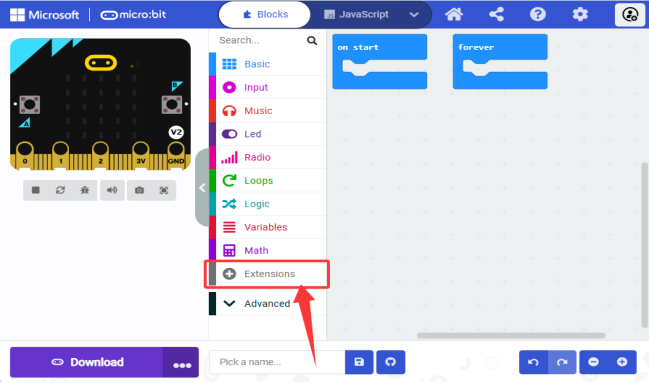 Microsoft
micro:bit
Blocks
JavaScript
Search...
Basic
Input
Music
Led
Radio
Loops
Logic
Variables
Math
Extensions
Advanced
on start
forever
A
B
V2
0 1 2 3V GND
Download
Pick a name...